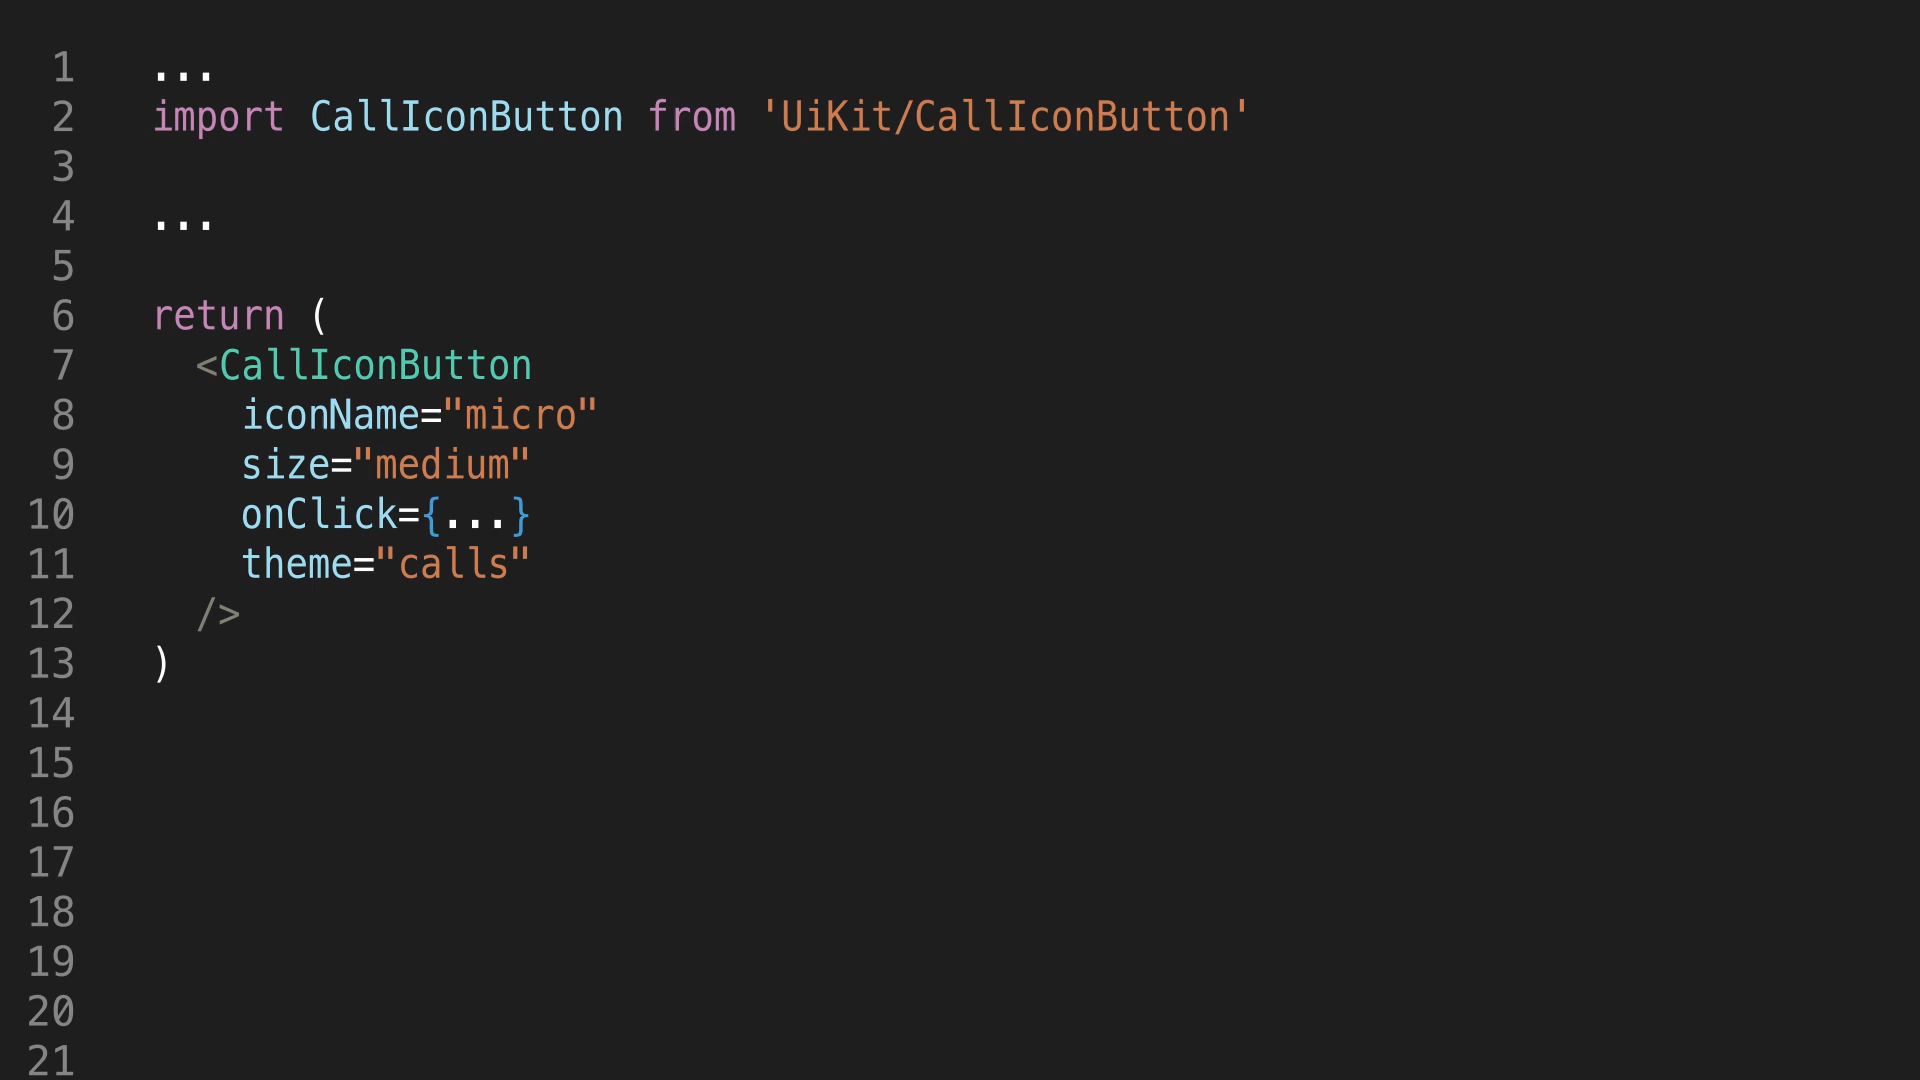 1 ...
2 import CallIconButton from 'UiKit/CallIconButton'
3
4 ...
5
6 return (
7   <CallIconButton
8     iconName="micro"
9     size="medium"
10     onClick={...}
11     theme="calls"
12   />
13 )
14
15
16
17
18
19
20
21